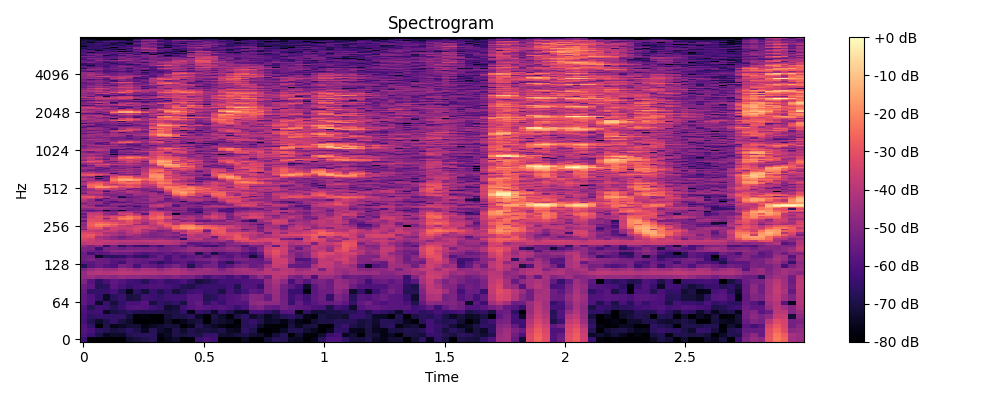 Spectrogram
Hz
4096
2048
1024
512
256
128
64
0
0
0.5
1
1.5
2
2.5
Time
+0 dB
-10 dB
-20 dB
-30 dB
-40 dB
-50 dB
-60 dB
-70 dB
-80 dB